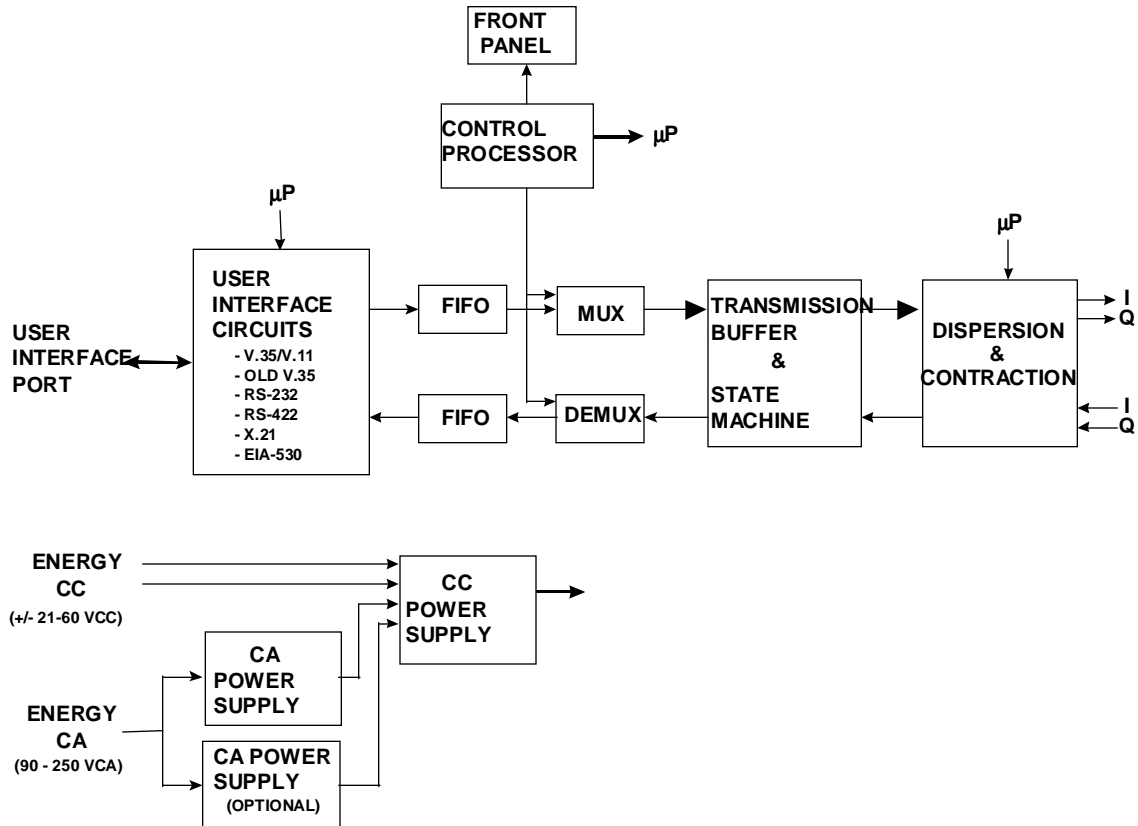 FRONT
PANEL
CONTROL
PROCESSOR
µP
µP
µP
USER
INTERFACE
PORT
USER
INTERFACE
CIRCUITS
- V.35/V.11
- OLD V.35
- RS-232
- RS-422
- X.21
- EIA-530
FIFO
MUX
FIFO
DEMUX
TRANSMISSION
BUFFER
&
STATE
MACHINE
DISPERSION
&
CONTRACTION
I
Q
I
Q
ENERGY
CC
(+/- 21-60 VCC)
CC
POWER
SUPPLY
CA
POWER
SUPPLY
ENERGY
CA
(90 - 250 VCA)
CA POWER
SUPPLY
(OPTIONAL)